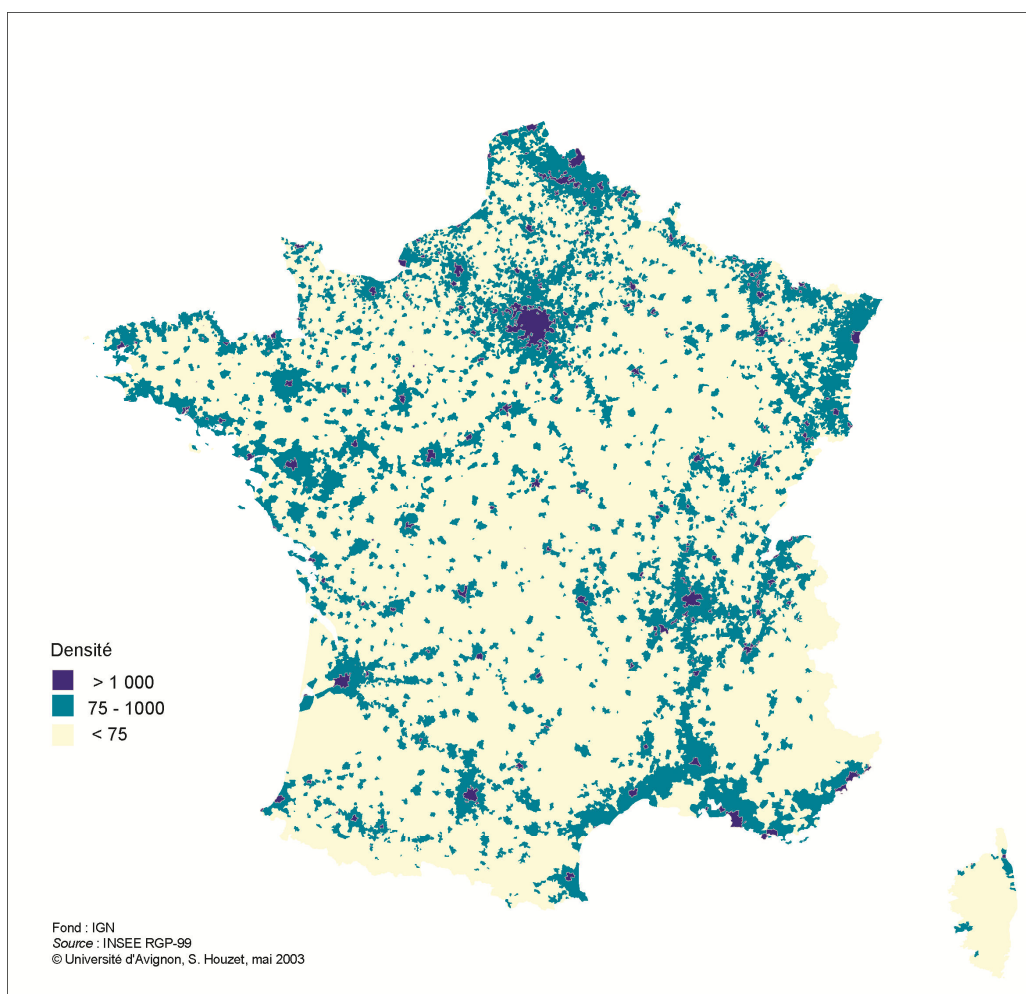 Densité
> 1 000
75 - 1000
< 75
Fond : IGN
Source : INSEE RGP-99
© Université d'Avignon, S. Houzet, mai 2003